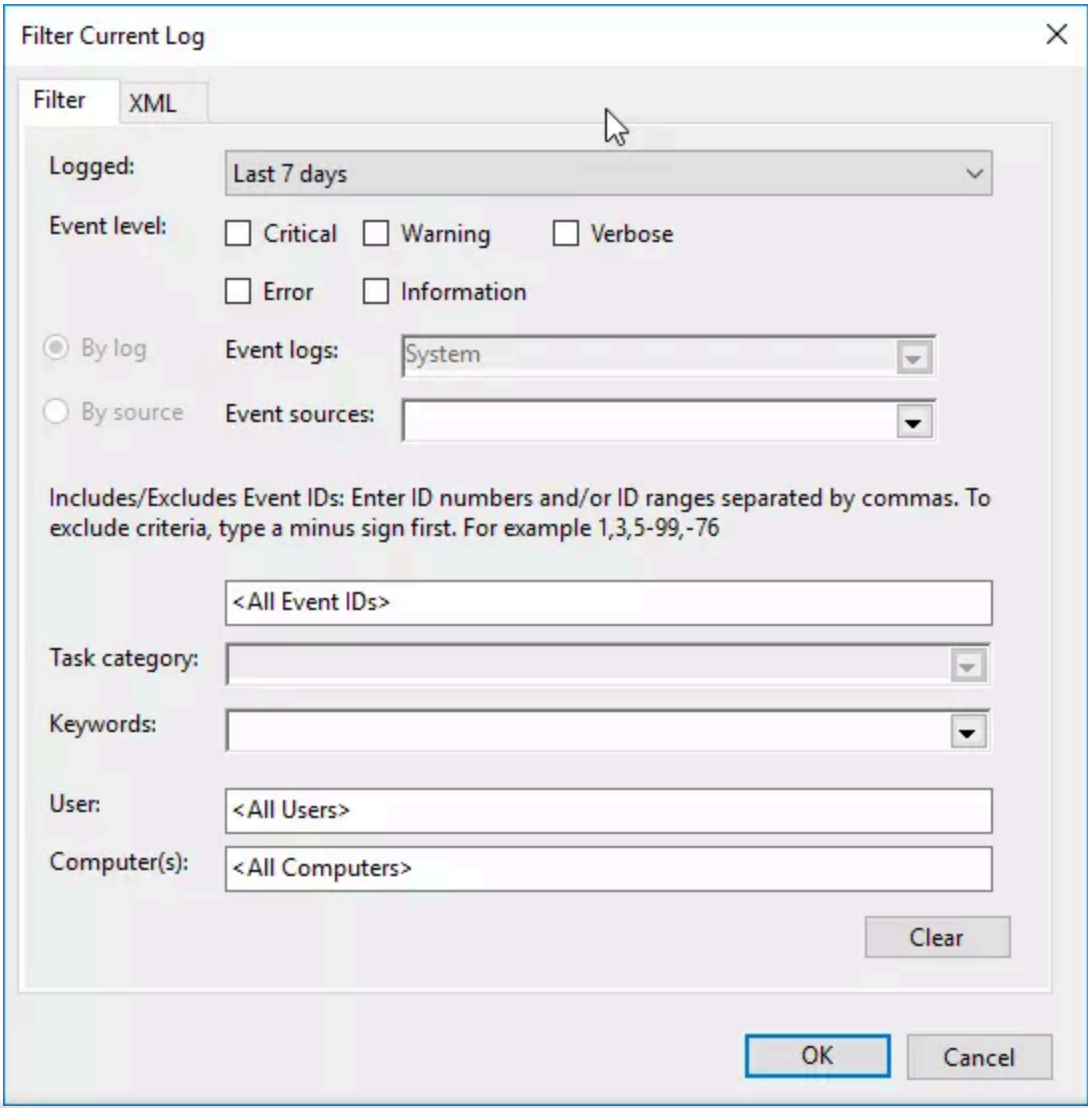 Filter Current Log
Filter XML
Logged: Last 7 days
Event level: Critical Warning Verbose
Error Information
By log Event logs: System
By source Event sources:
Includes/Excludes Event IDs: Enter ID numbers and/or ID ranges separated by commas. To
exclude criteria, type a minus sign first. For example 1,3,5-99,-76
<All Event IDs>
Task category:
Keywords:
User: <All Users>
Computer(s): <All Computers>
Clear
OK Cancel